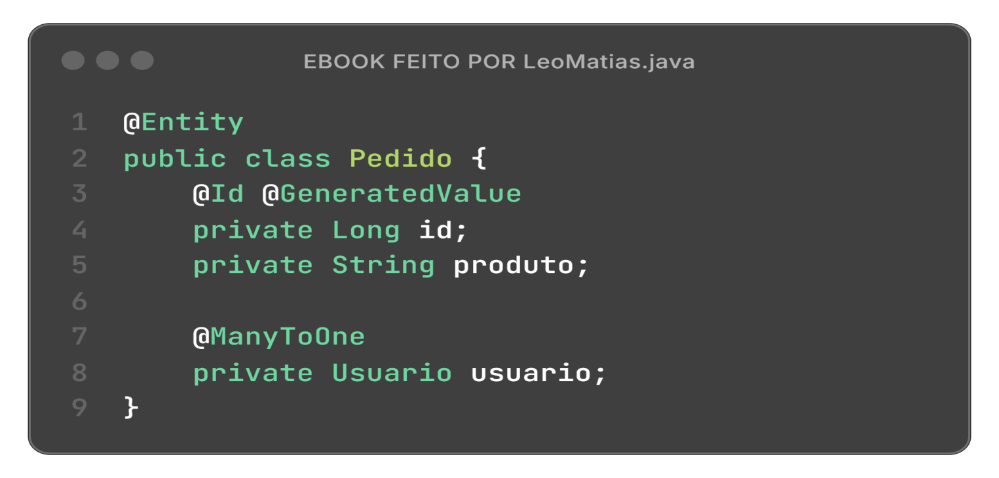 EBOOK FEITO POR LeoMatias.java
1 @Entity
2 public class Pedido {
3     @Id @GeneratedValue
4     private Long id;
5     private String produto;
6
7     @ManyToOne
8     private Usuario usuario;
9 }